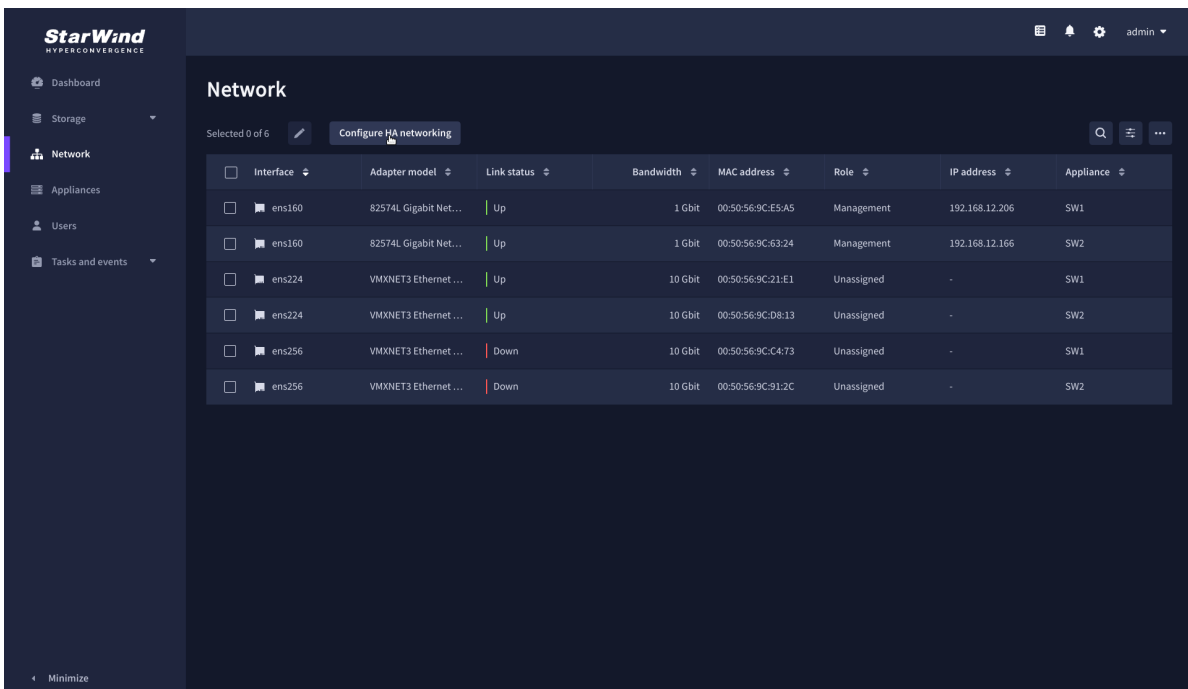 StarWind
HYPERCONVERGENCE
admin
Dashboard
Storage
Network
Appliances
Users
Tasks and events
Minimize
Network
Selected 0 of 6
Configure HA networking
Interface Adapter model Link status Bandwidth MAC address Role IP address Appliance
ens160 82574L Gigabit Net... Up 1 Gbit 00:50:56:9C:E5:A5 Management 192.168.12.206 SW1
ens160 82574L Gigabit Net... Up 1 Gbit 00:50:56:9C:63:24 Management 192.168.12.166 SW2
ens224 VMXNET3 Ethernet ... Up 10 Gbit 00:50:56:9C:21:E1 Unassigned - SW1
ens224 VMXNET3 Ethernet ... Up 10 Gbit 00:50:56:9C:D8:13 Unassigned - SW2
ens256 VMXNET3 Ethernet ... Down 10 Gbit 00:50:56:9C:C4:73 Unassigned - SW1
ens256 VMXNET3 Ethernet ... Down 10 Gbit 00:50:56:9C:91:2C Unassigned - SW2